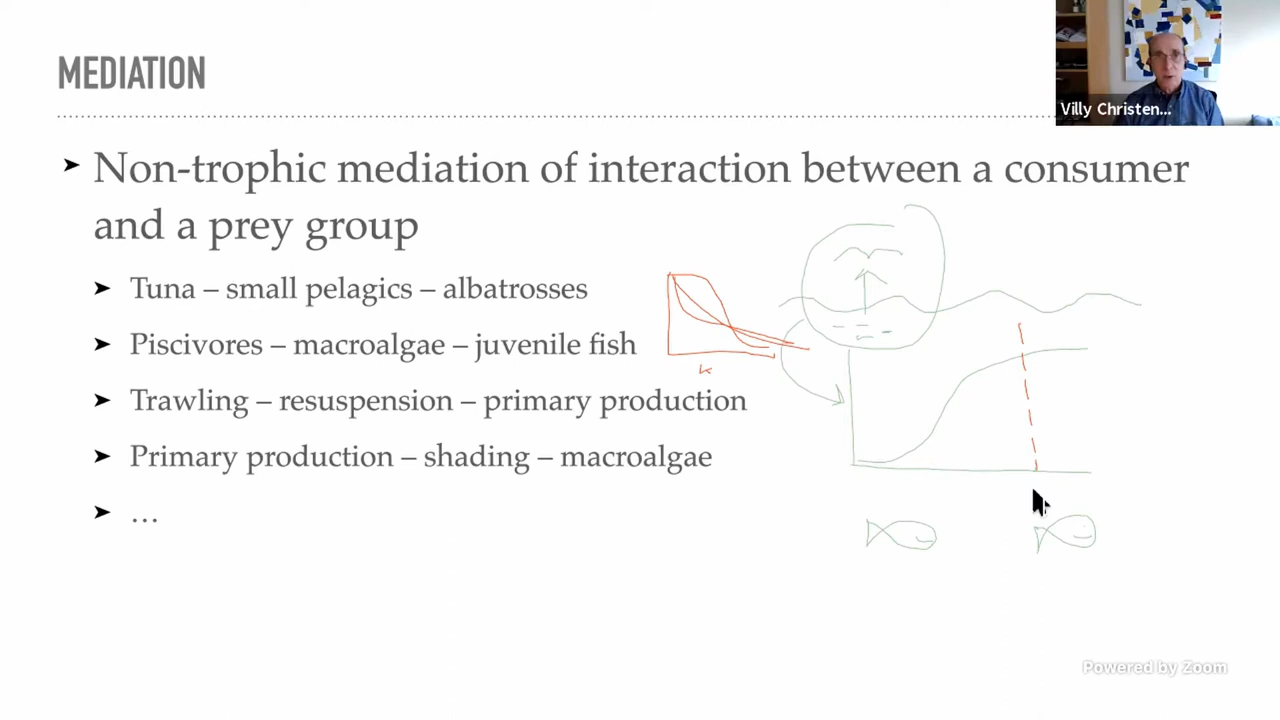 MEDIATION
Villy Christen...
➤ Non-trophic mediation of interaction between a consumer
and a prey group
➤ Tuna – small pelagics – albatrosses
➤ Piscivores – macroalgae – juvenile fish
➤ Trawling – resuspension – primary production
➤ Primary production – shading – macroalgae
➤ ...
K
Powered by Zoom